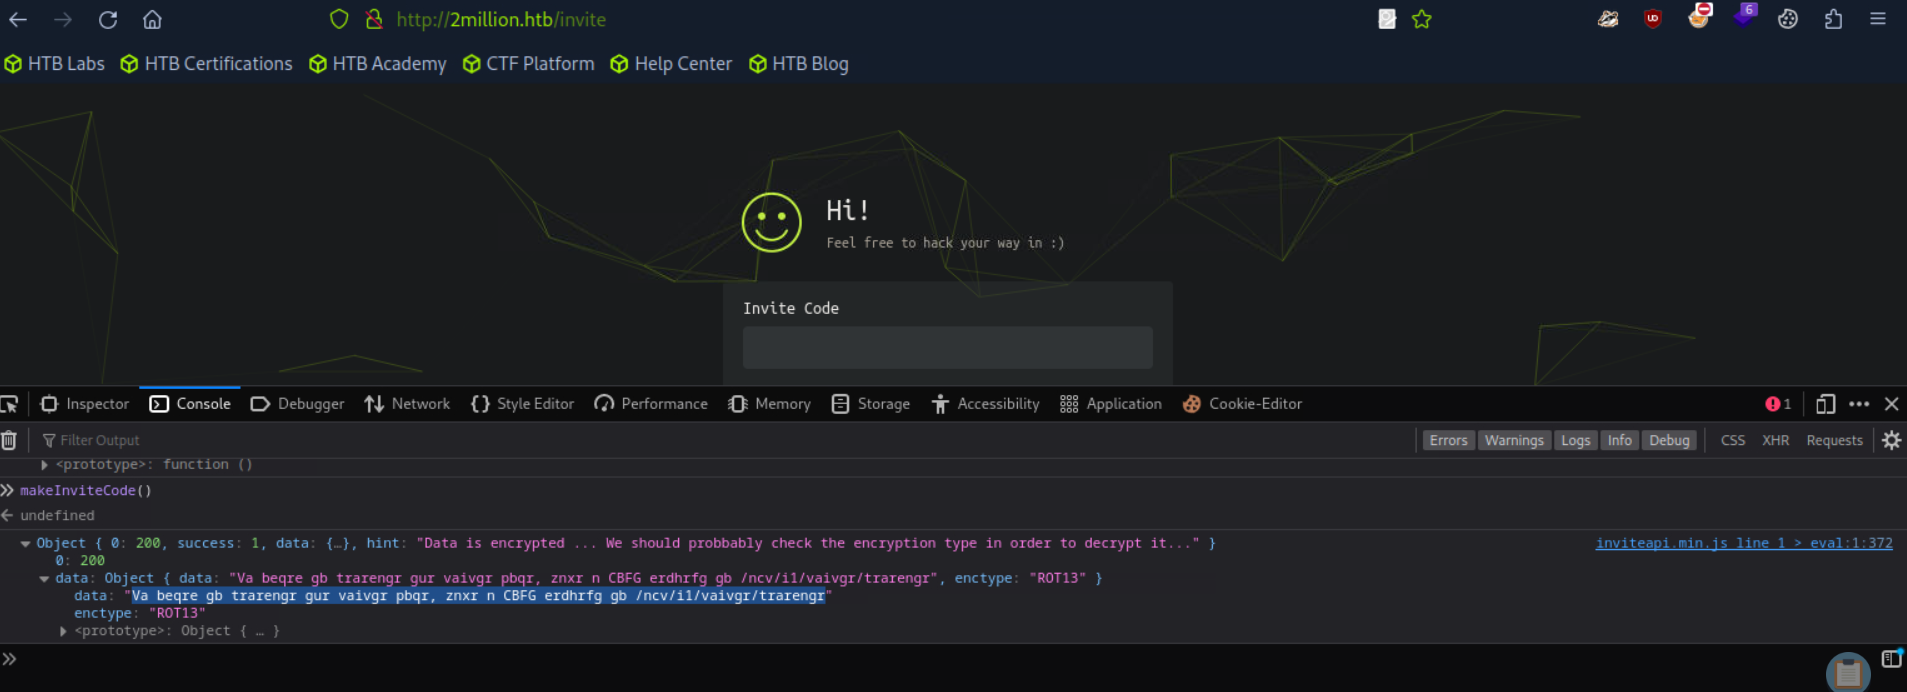 http://2million.htb/invite
6
HTB Labs HTB Certifications HTB Academy CTF Platform Help Center HTB Blog
Hi!
Feel free to hack your way in :)
Invite Code
Inspector Console Debugger Network Style Editor Performance Memory Storage Accessibility Application Cookie-Editor 1
Filter Output Errors Warnings Logs Info Debug CSS XHR Requests
<prototype>: function ()
makeInviteCode()
undefined
Object { 0: 200, success: 1, data: {…}, hint: "Data is encrypted ... We should probbably check the encryption type in order to decrypt it..." } inviteapi.min.js line 1 > eval:1:372
0: 200
data: Object { data: "Va beqre gb trarengr gur vaivgr pbqr, znxr n CBFG erdhrfg gb /ncv/i1/vaivgr/trarengr", enctype: "ROT13" }
data: "Va beqre gb trarengr gur vaivgr pbqr, znxr n CBFG erdhrfg gb /ncv/i1/vaivgr/trarengr"
enctype: "ROT13"
<prototype>: Object { … }